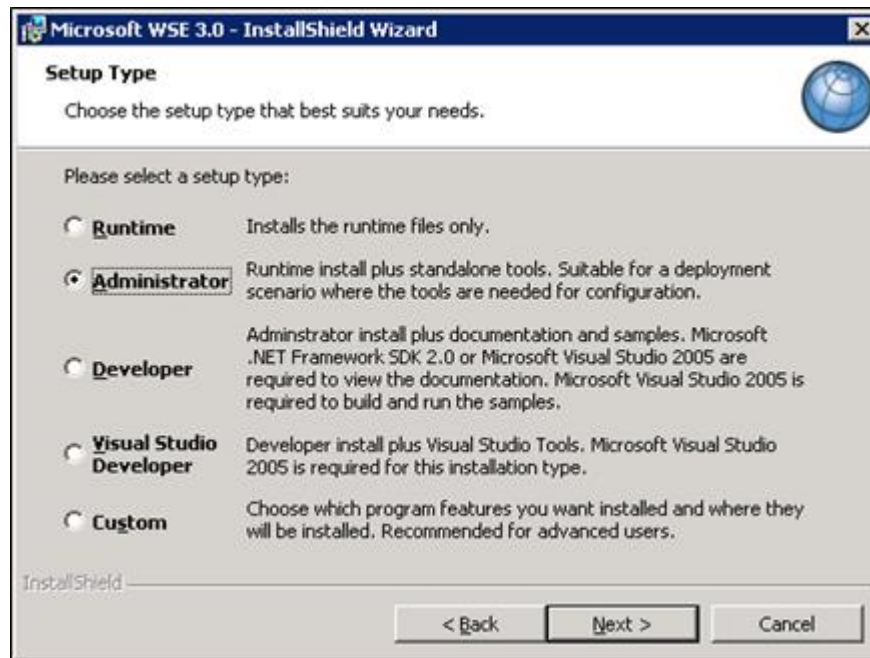 Microsoft WSE 3.0 - InstallShield Wizard
Setup Type
Choose the setup type that best suits your needs.
Please select a setup type:
Runtime
Installs the runtime files only.
Administrator
Runtime install plus standalone tools. Suitable for a deployment
scenario where the tools are needed for configuration.
Developer
Adminstrator install plus documentation and samples. Microsoft
.NET Framework SDK 2.0 or Microsoft Visual Studio 2005 are
required to view the documentation. Microsoft Visual Studio 2005 is
required to build and run the samples.
Visual Studio
Developer
Developer install plus Visual Studio Tools. Microsoft Visual Studio
2005 is required for this installation type.
Custom
Choose which program features you want installed and where they
will be installed. Recommended for advanced users.
InstallShield
< Back
Next >
Cancel